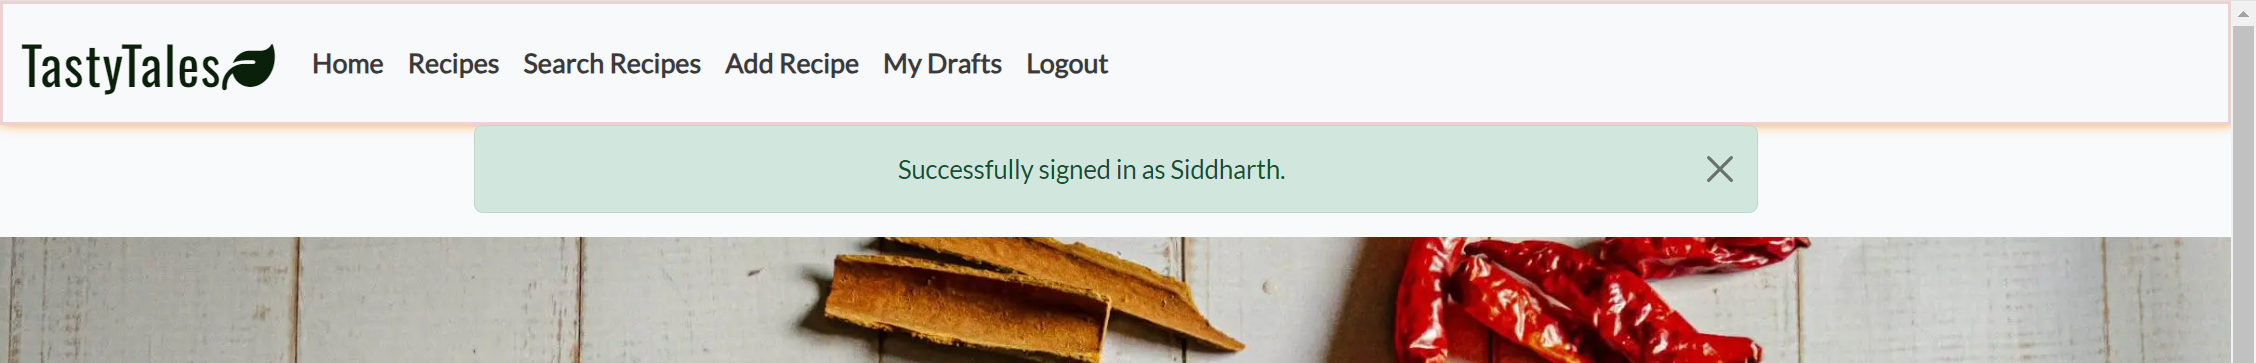 TastyTales Home Recipes Search Recipes Add Recipe My Drafts Logout
Successfully signed in as Siddharth.